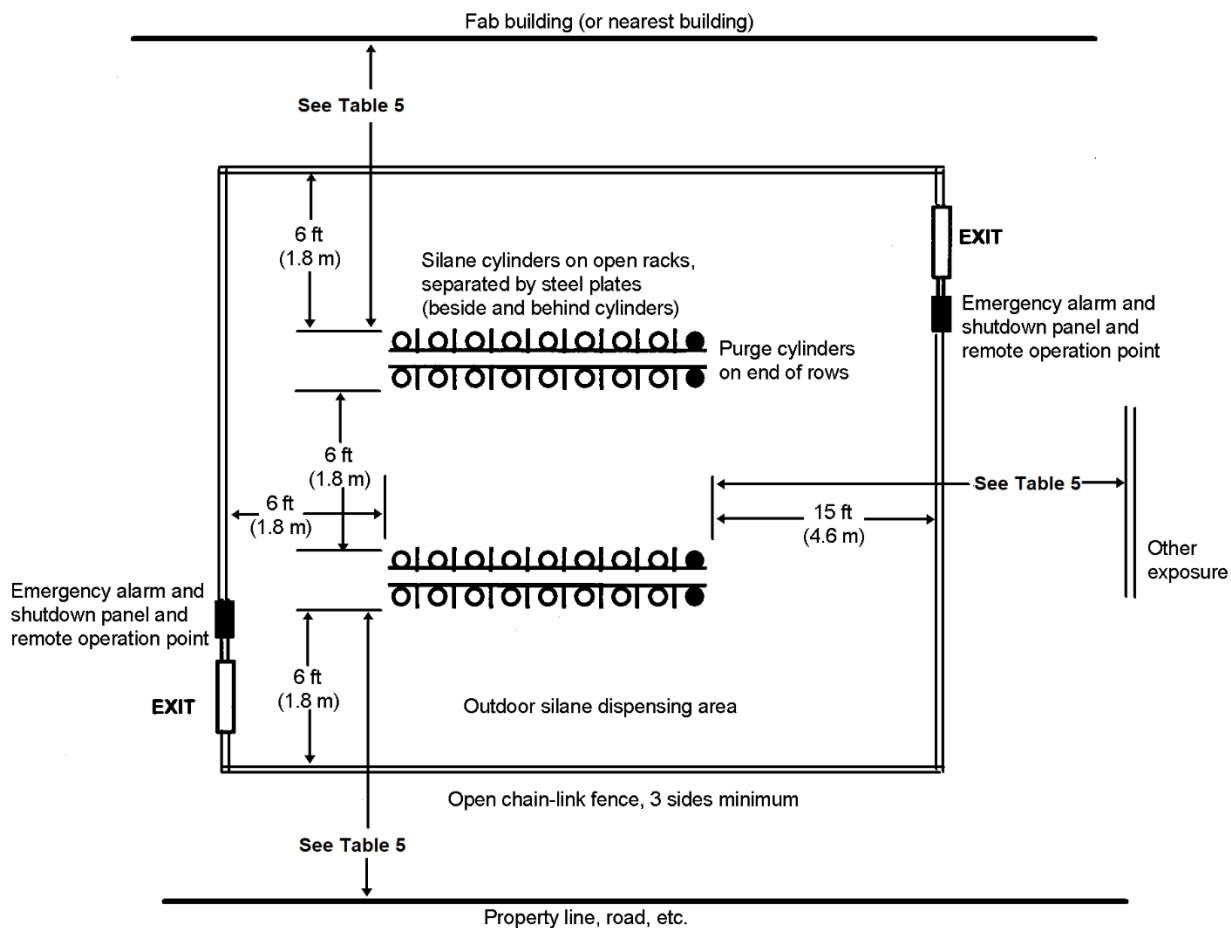 Fab building (or nearest building)
See Table 5
6 ft
(1.8 m)
EXIT
Silane cylinders on open racks,
separated by steel plates
(beside and behind cylinders)
Emergency alarm and
shutdown panel and
remote operation point
Purge cylinders
on end of rows
6 ft
(1.8 m)
6 ft
(1.8 m)
See Table 5
15 ft
(4.6 m)
Other
exposure
Emergency alarm and
shutdown panel and
remote operation point
6 ft
(1.8 m)
EXIT
Outdoor silane dispensing area
Open chain-link fence, 3 sides minimum
See Table 5
Property line, road, etc.